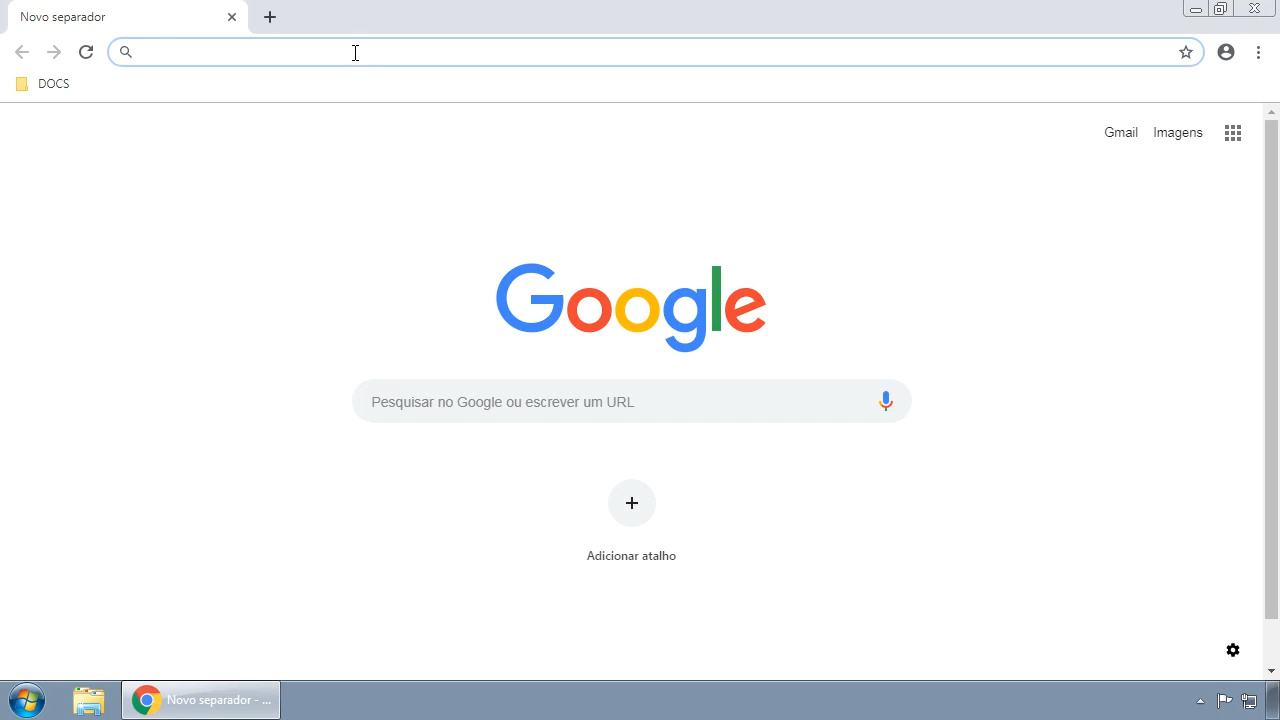 Novo separador
DOCS
Gmail Imagens
Google
Pesquisar no Google ou escrever um URL
Adicionar atalho
Novo separador - ...